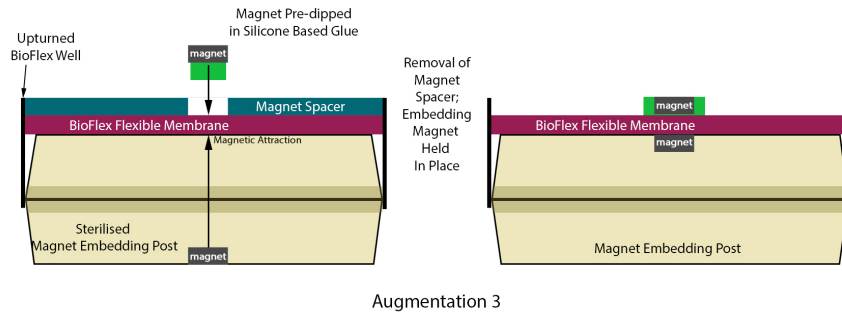 Magnet Pre-dipped
in Silicone Based Glue
Upturned
BioFlex Well
magnet
Magnet Spacer
BioFlex Flexible Membrane
Magnetic Attraction
Sterilised
Magnet Embedding Post
magnet
Removal of
Magnet
Spacer;
Embedding
Magnet
Held
In Place
magnet
BioFlex Flexible Membrane
magnet
Magnet Embedding Post
Augmentation 3